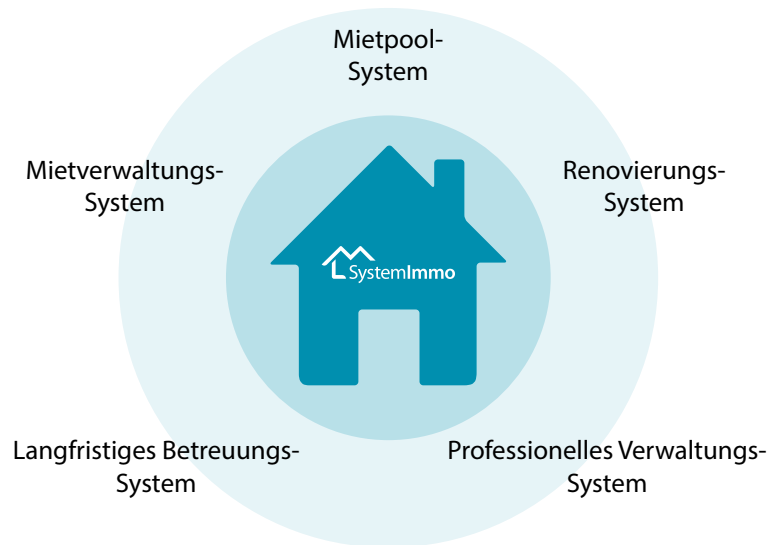 Mietpool-
System
Mietverwaltungs-
System
Renovierungs-
System
SystemImmo
Langfristiges Betreuungs-
System
Professionelles Verwaltungs-
System